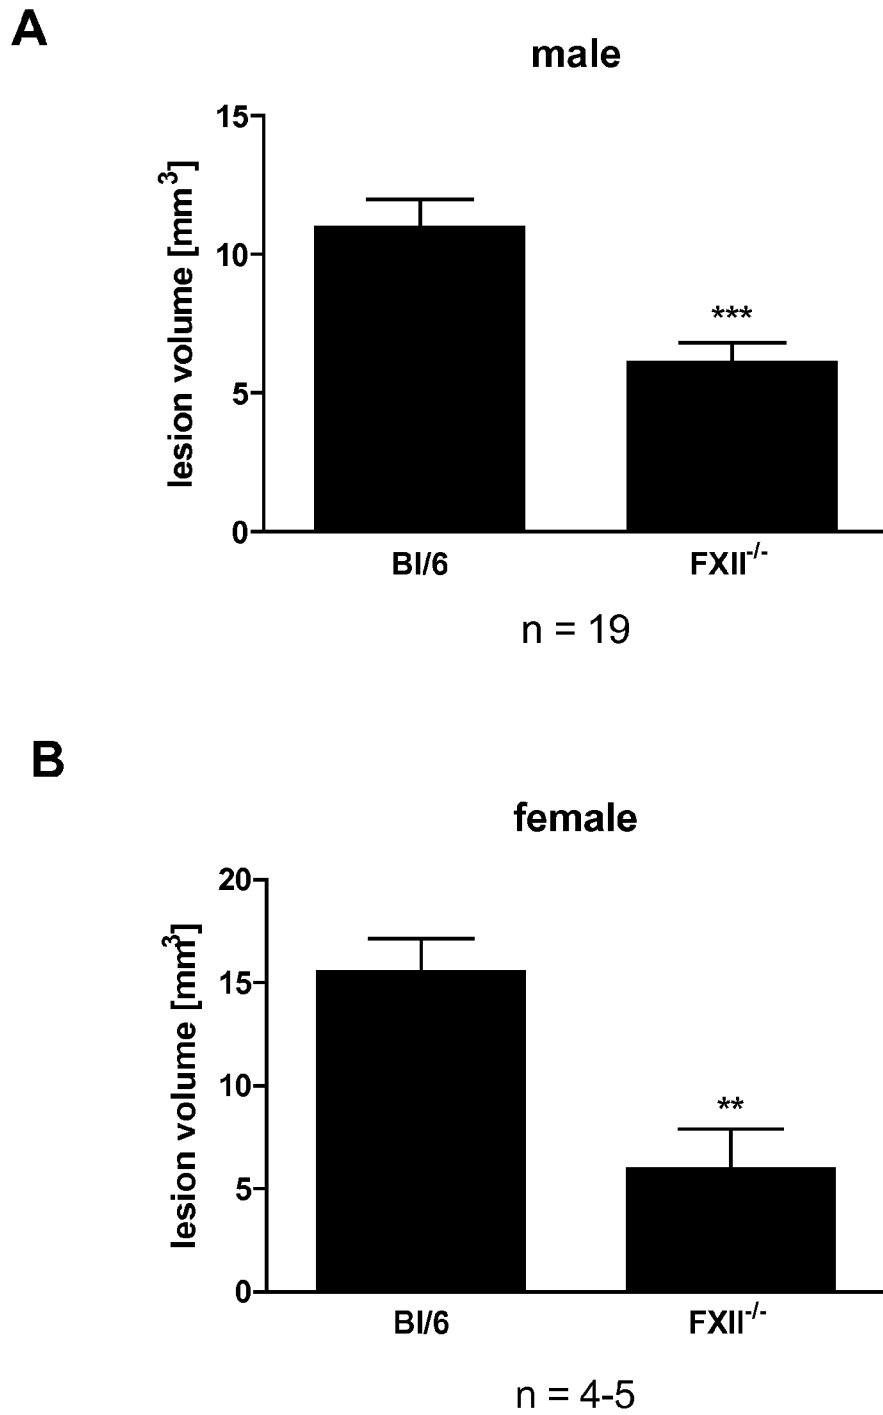 A
male
lesion volume [mm³]
15
10
5
0
***
Bl/6
FXII⁻/⁻
n = 19
B
female
lesion volume [mm³]
20
15
10
5
0
**
Bl/6
FXII⁻/⁻
n = 4-5